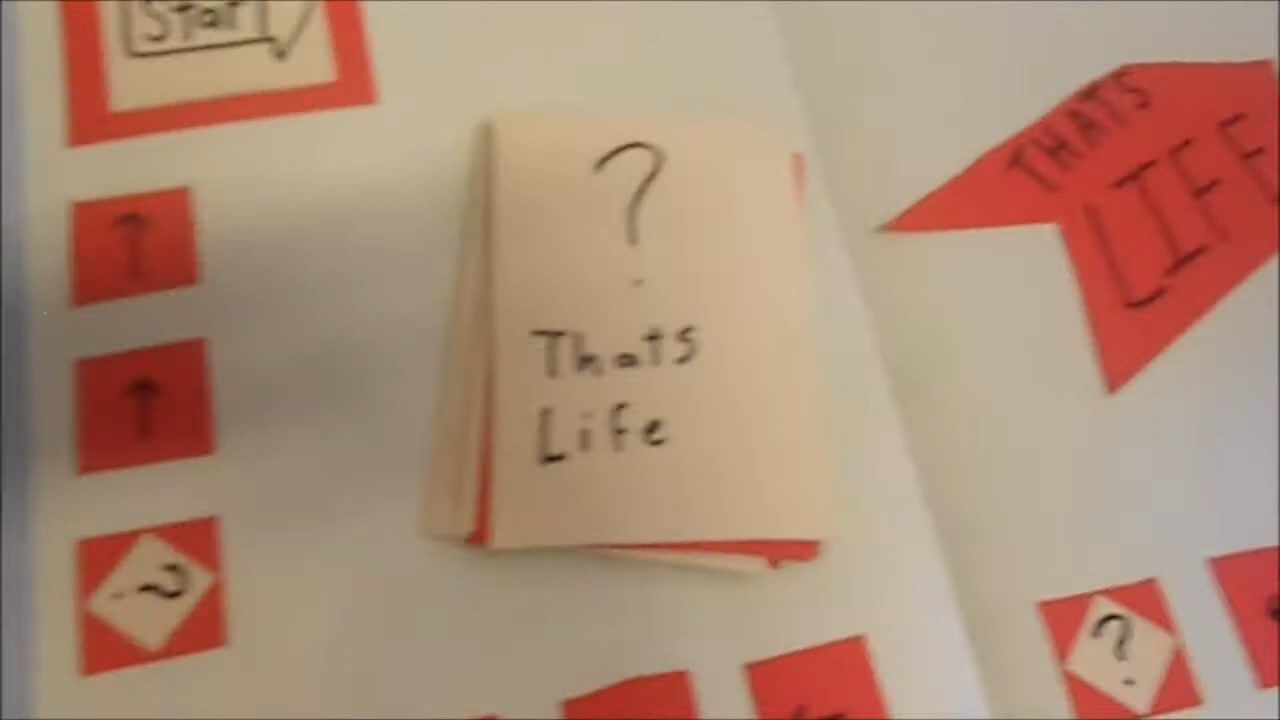 Start
?
Thats
Life
THATS
LIFE
?
?